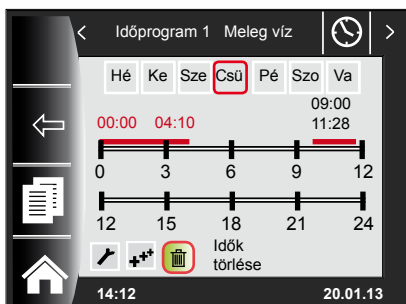 < Időprogram 1 Meleg víz >
Hé Ke Sze Csü Pé Szo Va
09:00
00:00 04:10 11:28
0 3 6 9 12
12 15 18 21 24
Idők
törlése
14:12 20.01.13